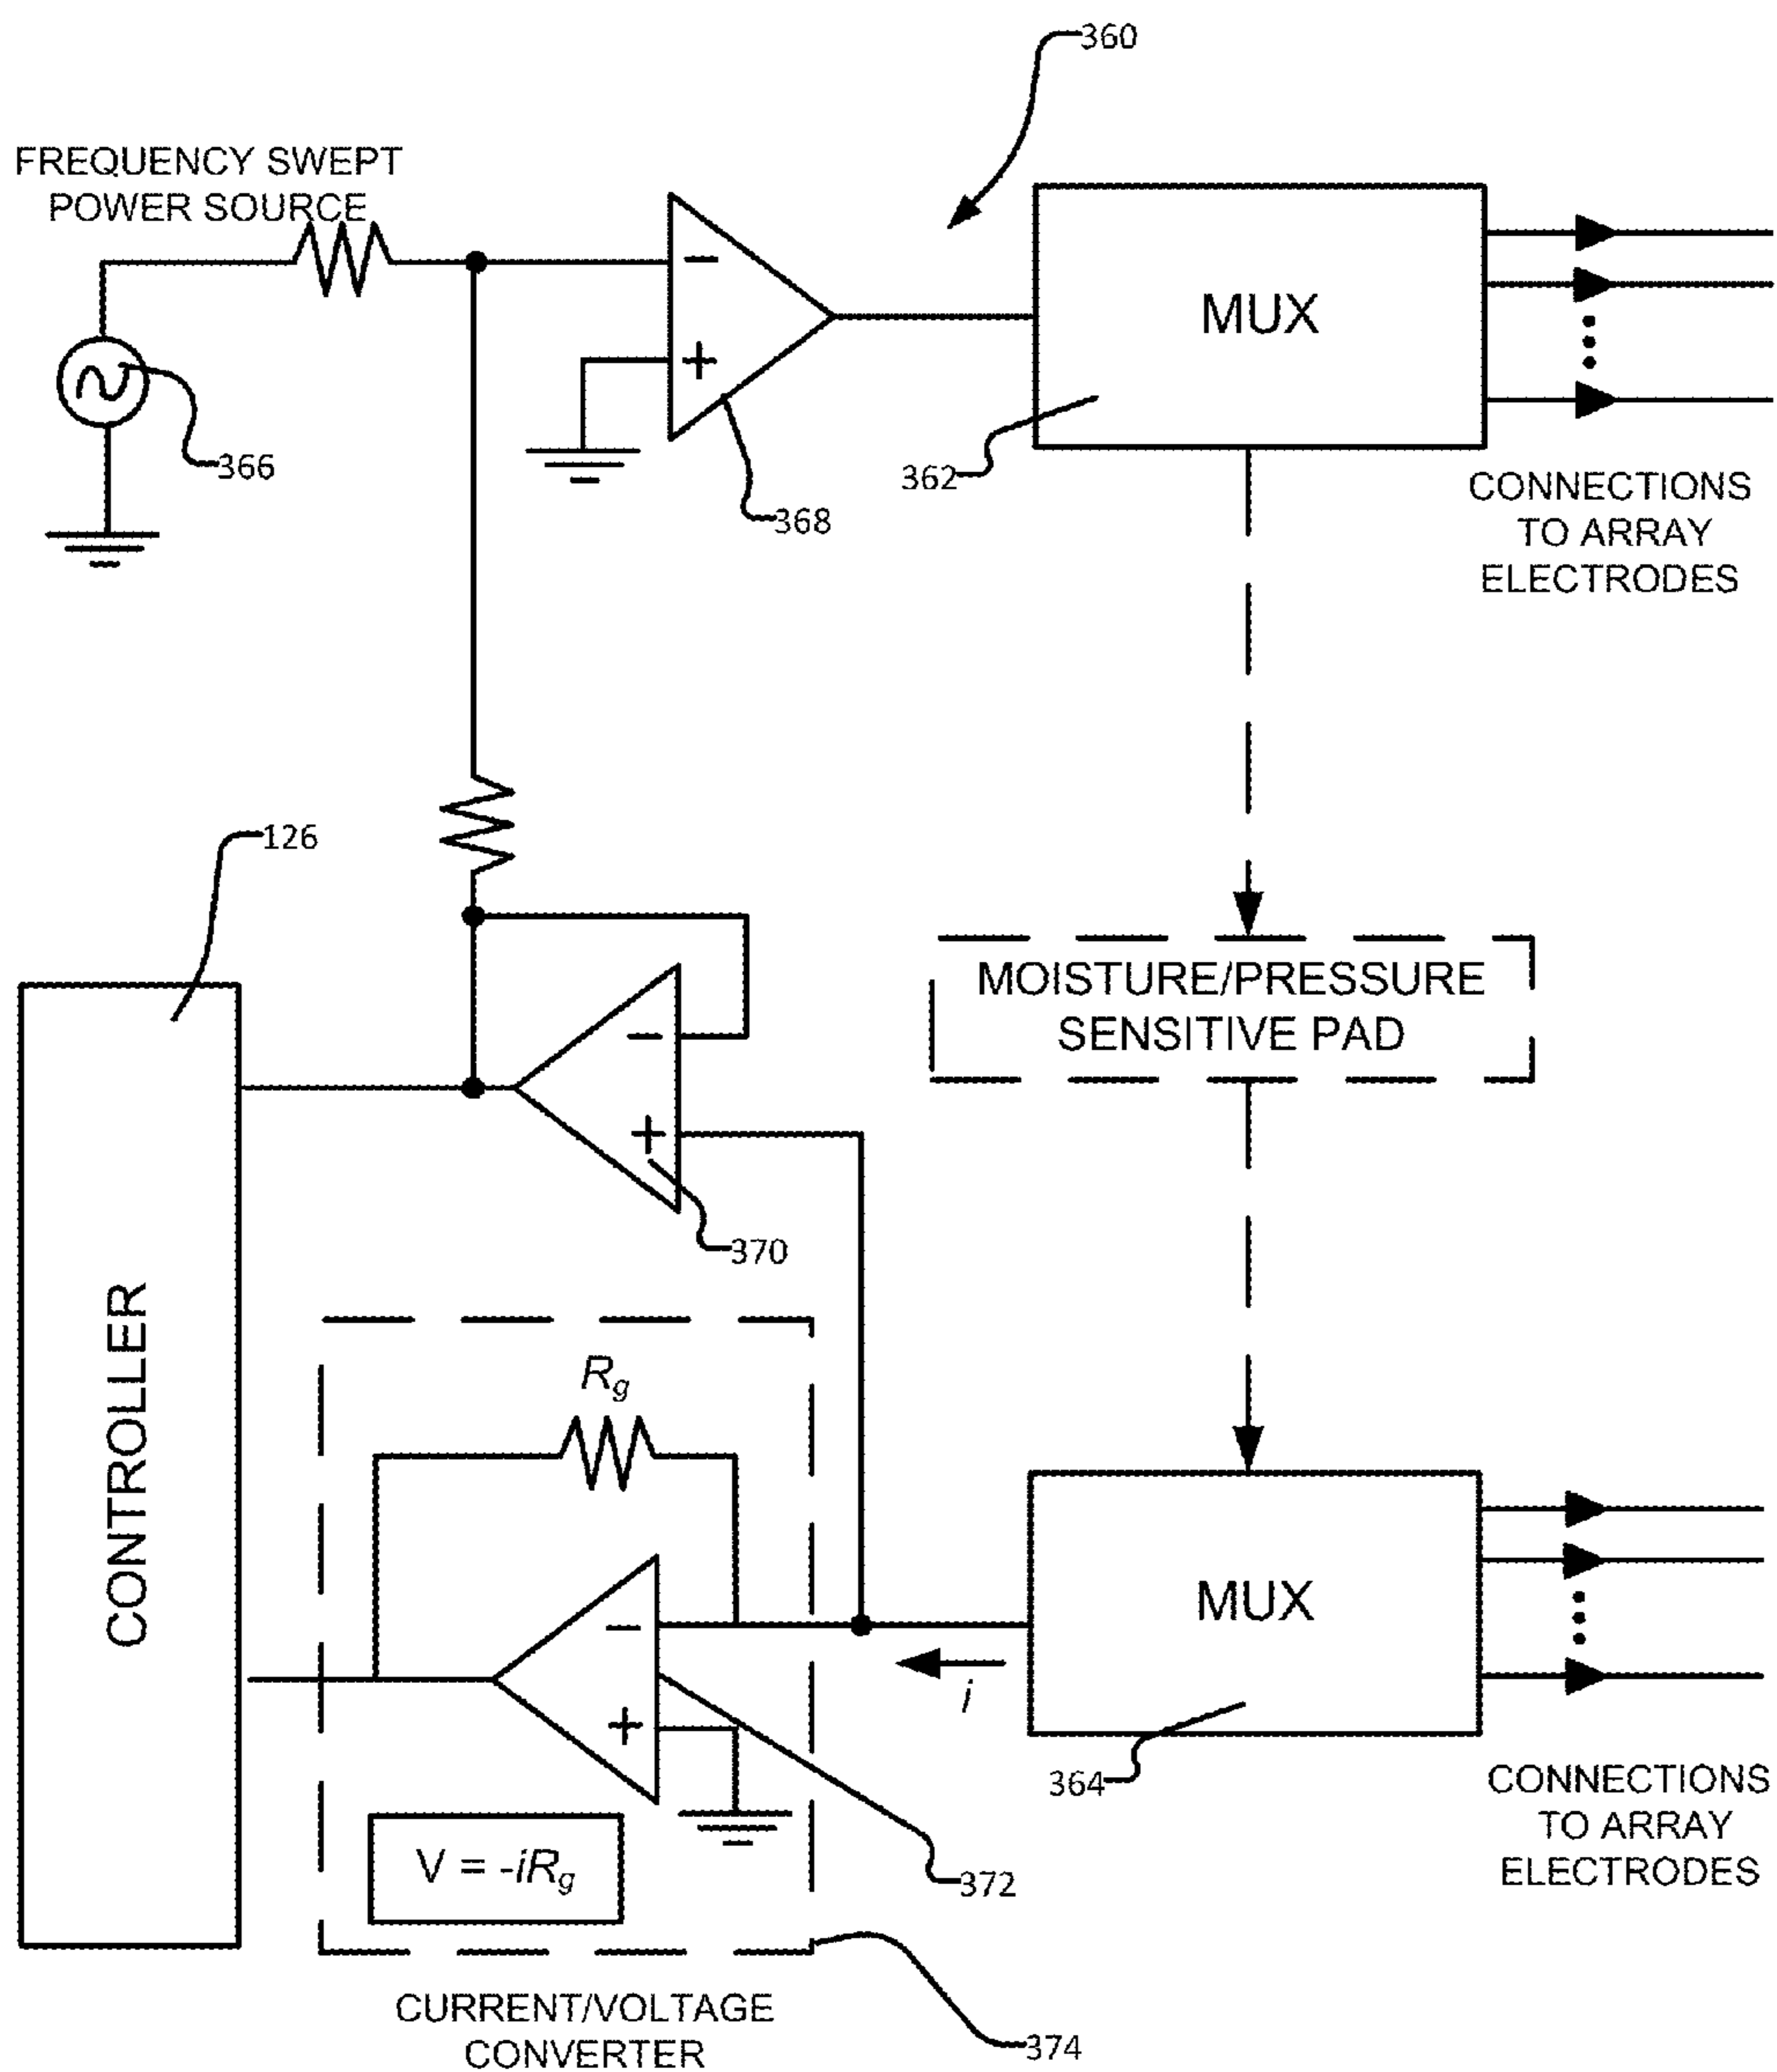 360
FREQUENCY SWEPT
POWER SOURCE
−
+
MUX
366
368
362
CONNECTIONS
TO ARRAY
ELECTRODES
126
MOISTURE/PRESSURE
SENSITIVE PAD
−
+
370
CONTROLLER
Rg
−
+
i
MUX
364
V = -iRg
372
CONNECTIONS
TO ARRAY
ELECTRODES
CURRENT/VOLTAGE
CONVERTER
374